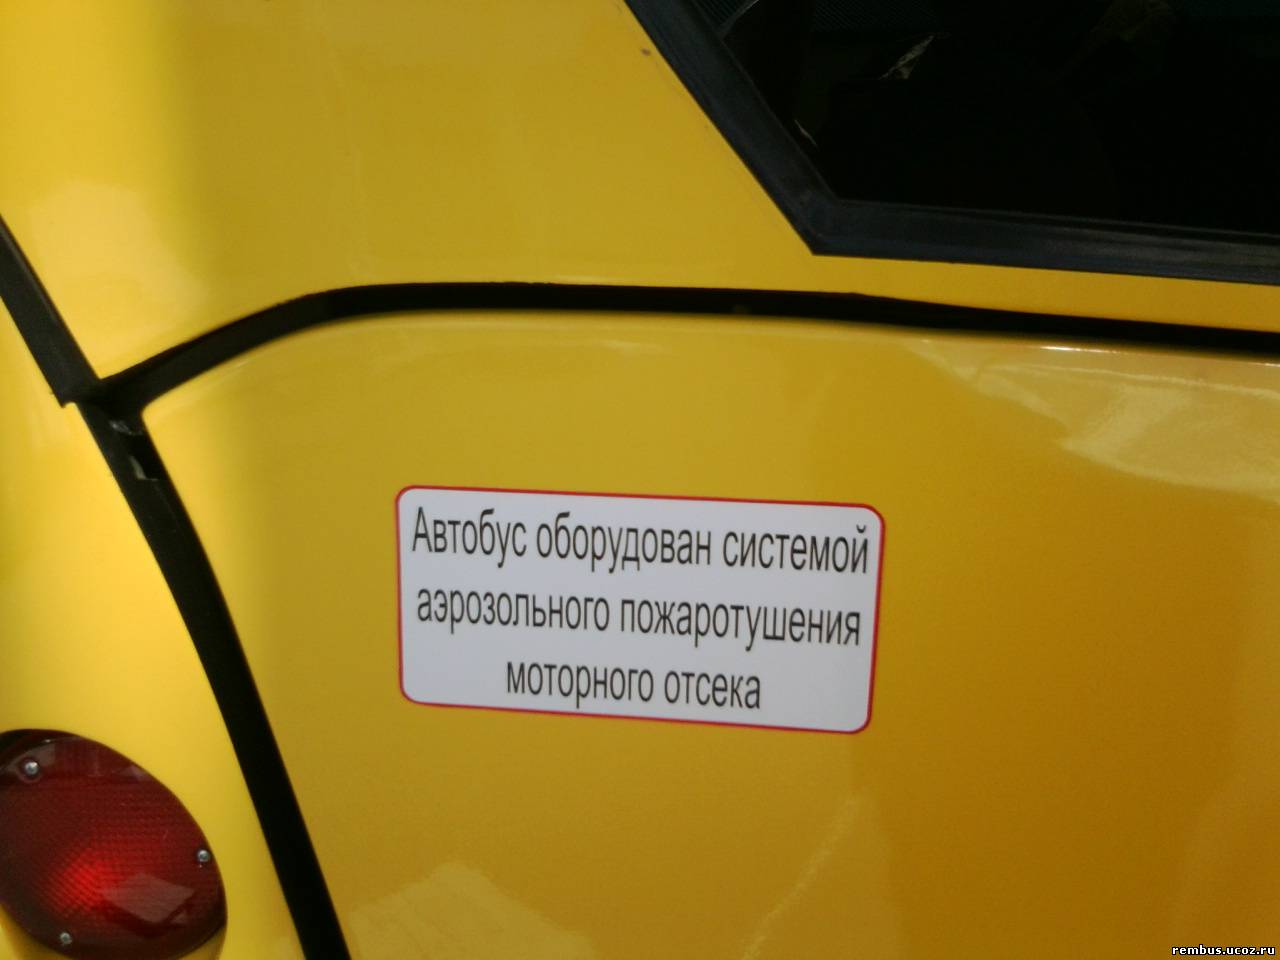 Автобус оборудован системой
аэрозольного пожаротушения
моторного отсека
rembus.ucoz.ru